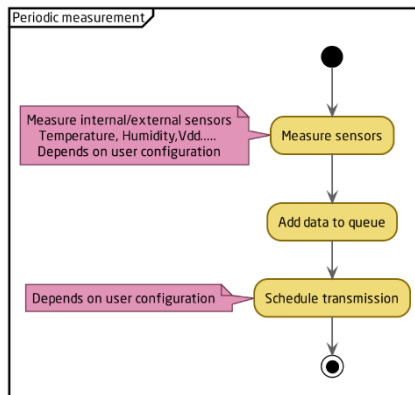 Periodic measurement
Measure internal/external sensors
Temperature, Humidity,Vdd.....
Depends on user configuration
Measure sensors
Add data to queue
Depends on user configuration
Schedule transmission